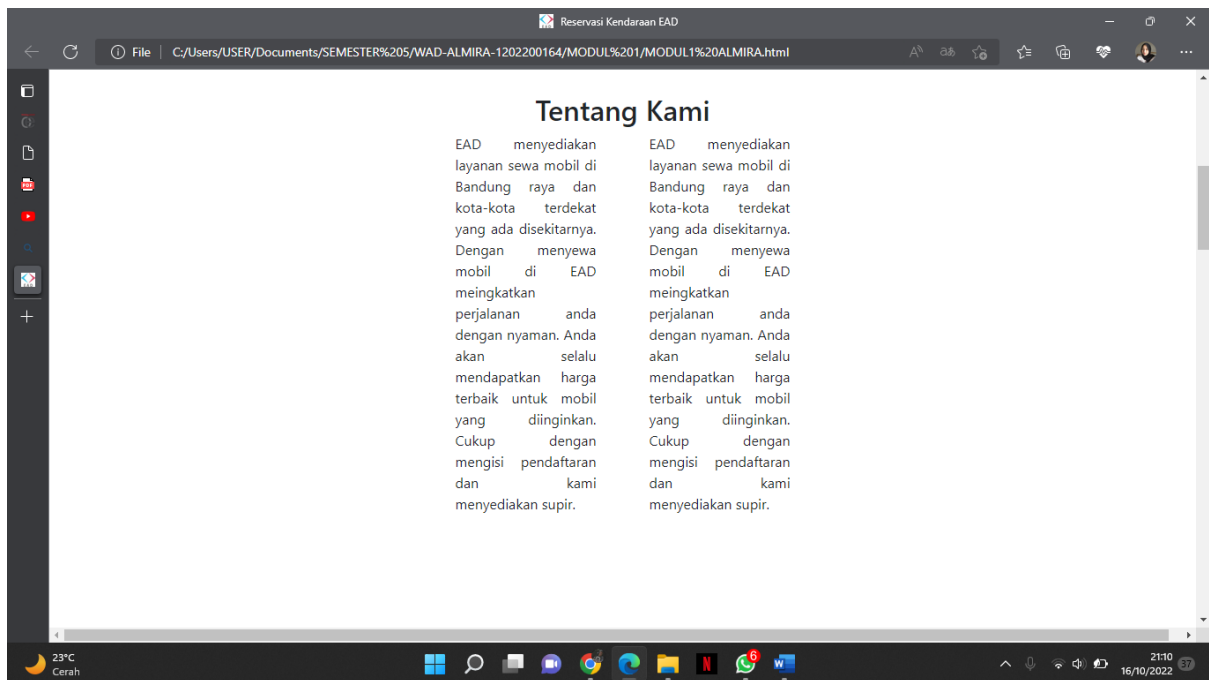 Reservasi Kendaraan EAD
File | C:/Users/USER/Documents/SEMESTER%205/WAD-ALMIRA-1202200164/MODUL%201/MODUL1%20ALMIRA.html
Tentang Kami
EAD menyediakan
layanan sewa mobil di
Bandung raya dan
kota-kota terdekat
yang ada disekitarnya.
Dengan menyewa
mobil di EAD
meingkatkan
perjalanan anda
dengan nyaman. Anda
akan selalu
mendapatkan harga
terbaik untuk mobil
yang diinginkan.
Cukup dengan
mengisi pendaftaran
dan kami
menyediakan supir.
EAD menyediakan
layanan sewa mobil di
Bandung raya dan
kota-kota terdekat
yang ada disekitarnya.
Dengan menyewa
mobil di EAD
meingkatkan
perjalanan anda
dengan nyaman. Anda
akan selalu
mendapatkan harga
terbaik untuk mobil
yang diinginkan.
Cukup dengan
mengisi pendaftaran
dan kami
menyediakan supir.
23°C
Cerah
6
21:10
16/10/2022
37